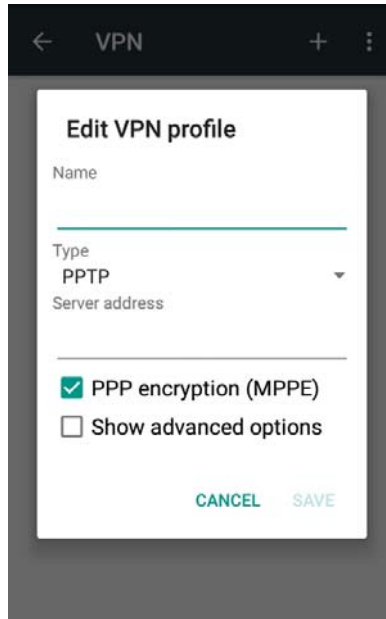 VPN
Edit VPN profile
Name
Type
PPTP
Server address
PPP encryption (MPPE)
Show advanced options
CANCEL SAVE